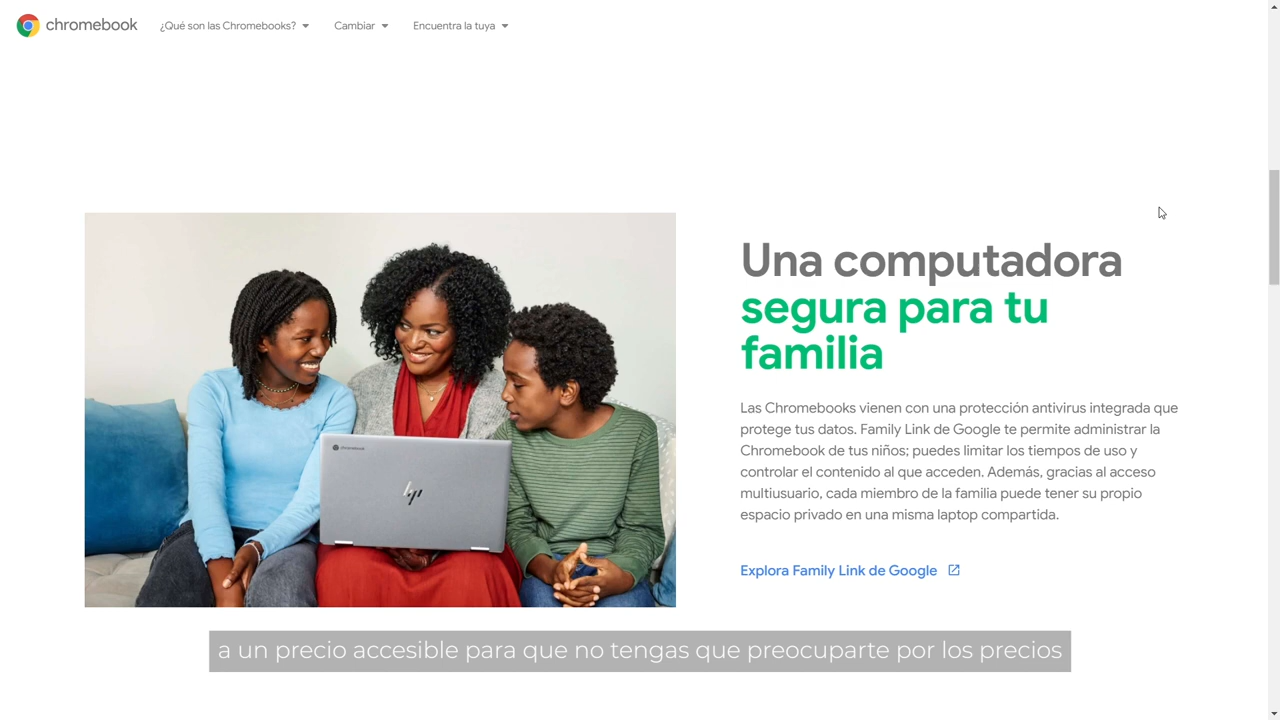 chromebook
¿Qué son las Chromebooks?
Cambiar
Encuentra la tuya
Una computadora
segura para tu
familia
Las Chromebooks vienen con una protección antivirus integrada que
protege tus datos. Family Link de Google te permite administrar la
Chromebook de tus niños; puedes limitar los tiempos de uso y
controlar el contenido al que acceden. Además, gracias al acceso
multiusuario, cada miembro de la familia puede tener su propio
espacio privado en una misma laptop compartida.
Explora Family Link de Google
chromebook
hp
a un precio accesible para que no tengas que preocuparte por los precios